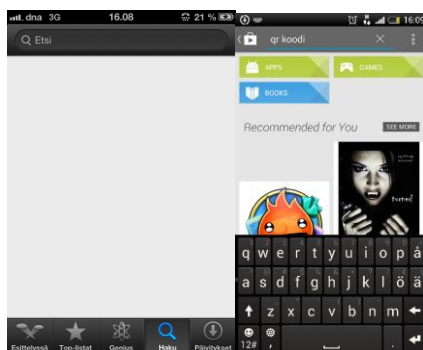 dna 3G 16.08 21 %
Etsi
Esittelyssä Top-listat Genius Haku Päivitykset
16:09
qr koodi
APPS GAMES
BOOKS
Recommended for You SEE MORE
turned
q w e r t y u i o p å
a s d f g h j k l ö ä
z x c v b n m
12# , .